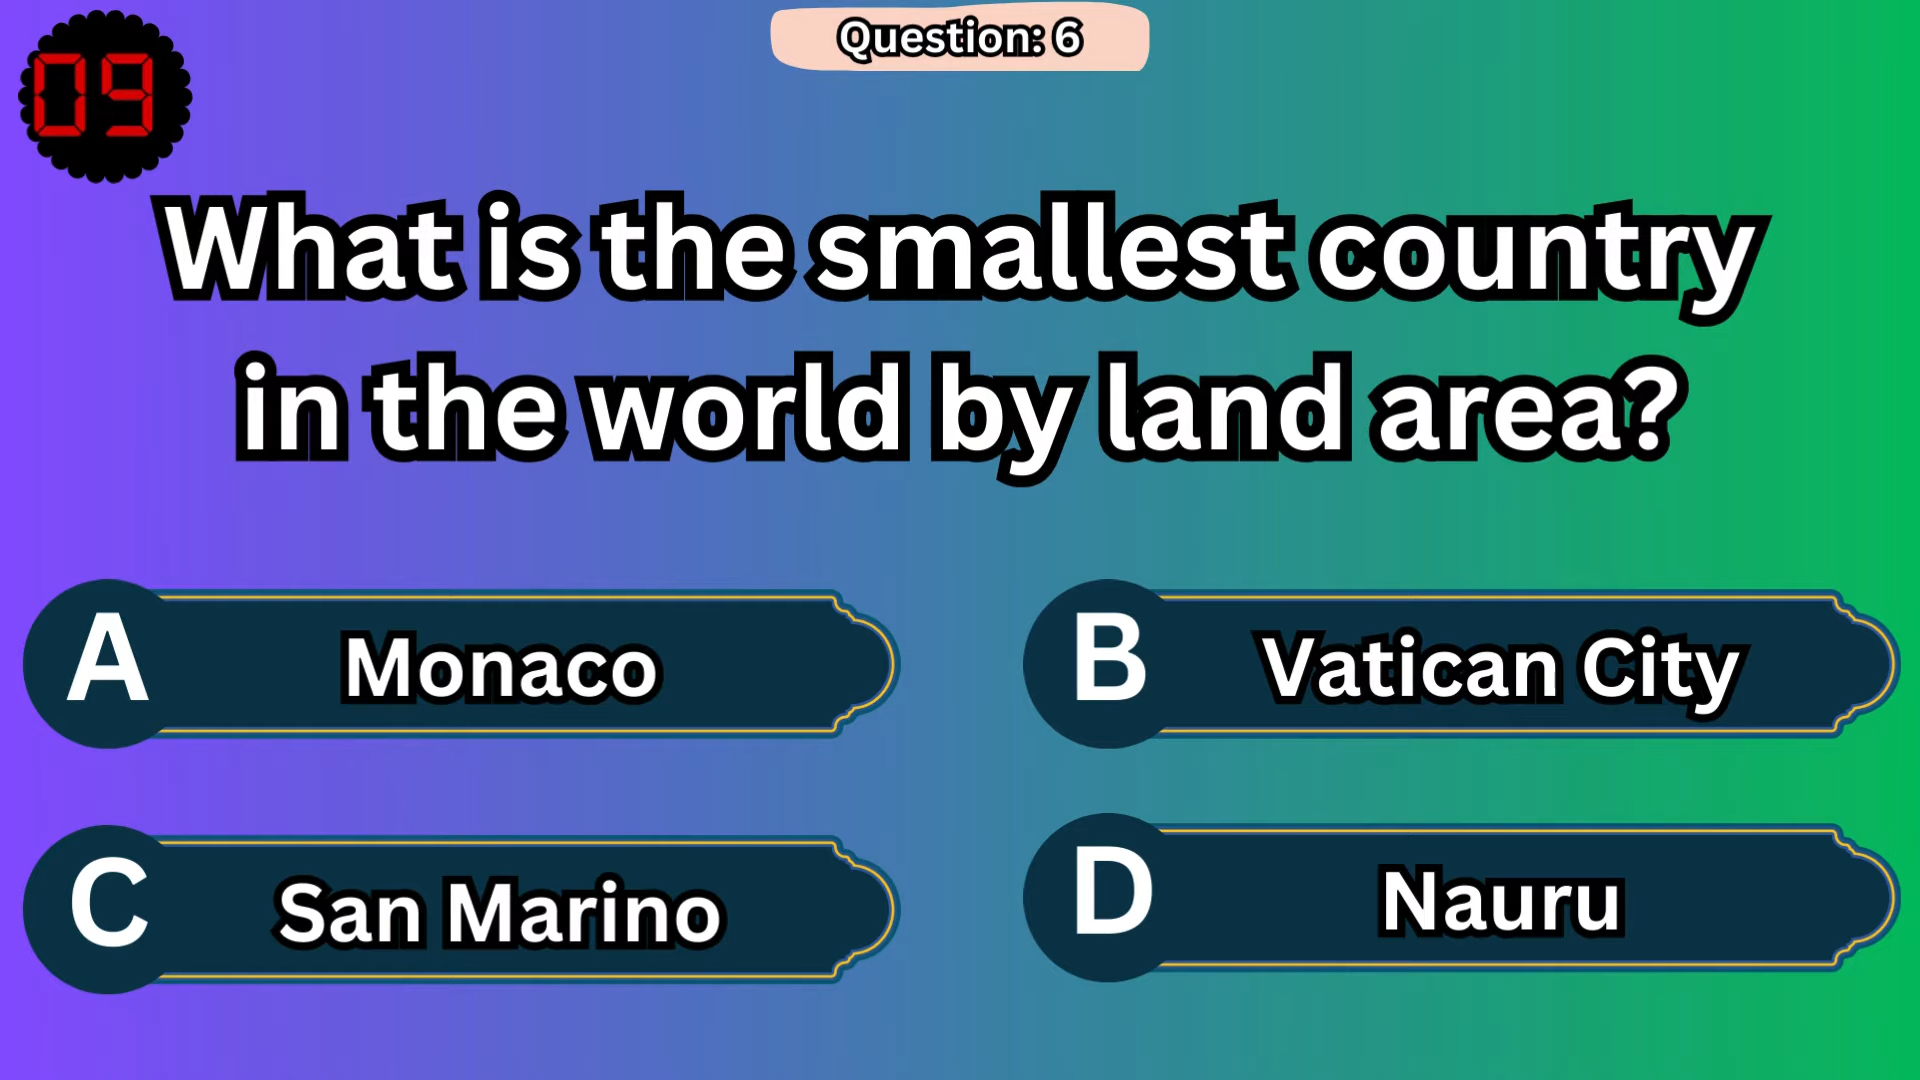 09
Question: 6
What is the smallest country
in the world by land area?
A Monaco
B Vatican City
C San Marino
D Nauru